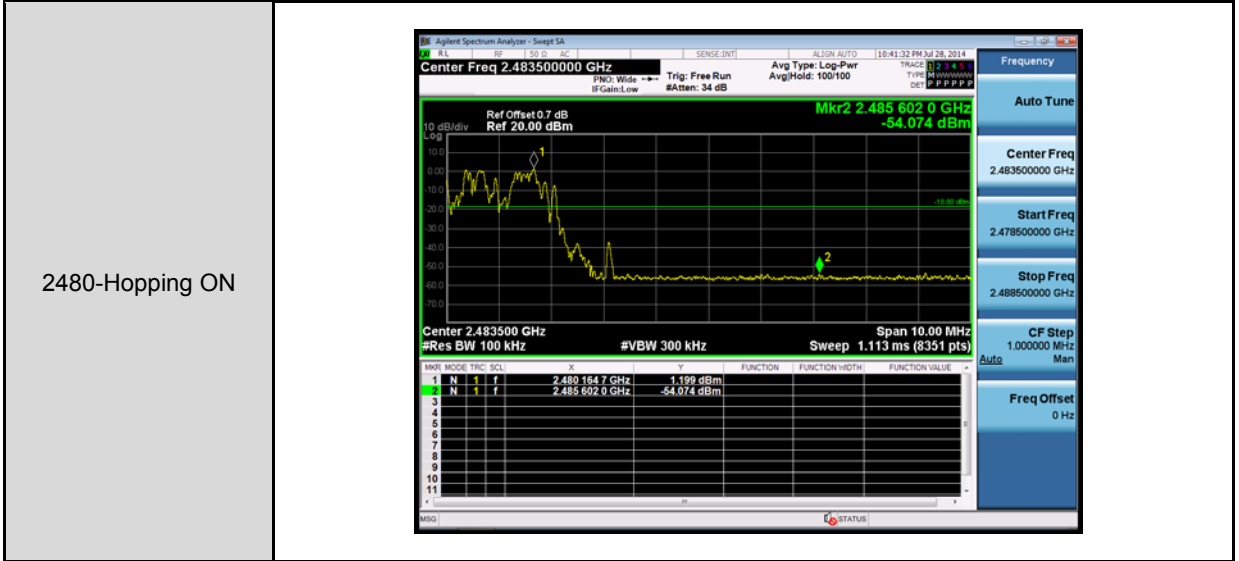 2480-Hopping ON
Agilent Spectrum Analyzer - Swept SA
RL RF 50 Ω AC SENSE:INT ALIGN AUTO 10:41:32 PM Jul 28, 2014
Center Freq 2.483500000 GHz
PNO: Wide
IFGain:Low
Trig: Free Run
#Atten: 34 dB
Avg Type: Log-Pwr
Avg|Hold: 100/100
TRACE 1 2 3 4 5 6
TYPE M W W W W W
DET P P P P P P
Mkr2 2.485 602 0 GHz
-54.074 dBm
Ref Offset 0.7 dB
10 dB/div Ref 20.00 dBm
Log
10.0
0.00
-10.0
-20.0
-30.0
-40.0
-50.0
-60.0
-70.0
1
2
Center 2.483500 GHz Span 10.00 MHz
#Res BW 100 kHz #VBW 300 kHz Sweep 1.113 ms (8351 pts)
MKR MODE TRC SCL X Y FUNCTION FUNCTION WIDTH FUNCTION VALUE
1 N 1 f 2.480 164 7 GHz 1.199 dBm
2 N 1 f 2.485 602 0 GHz -54.074 dBm
3
4
5
6
7
8
9
10
11
MSG STATUS
Frequency
Auto Tune
Center Freq
2.483500000 GHz
Start Freq
2.478500000 GHz
Stop Freq
2.488500000 GHz
CF Step
1.000000 MHz
Auto Man
Freq Offset
0 Hz